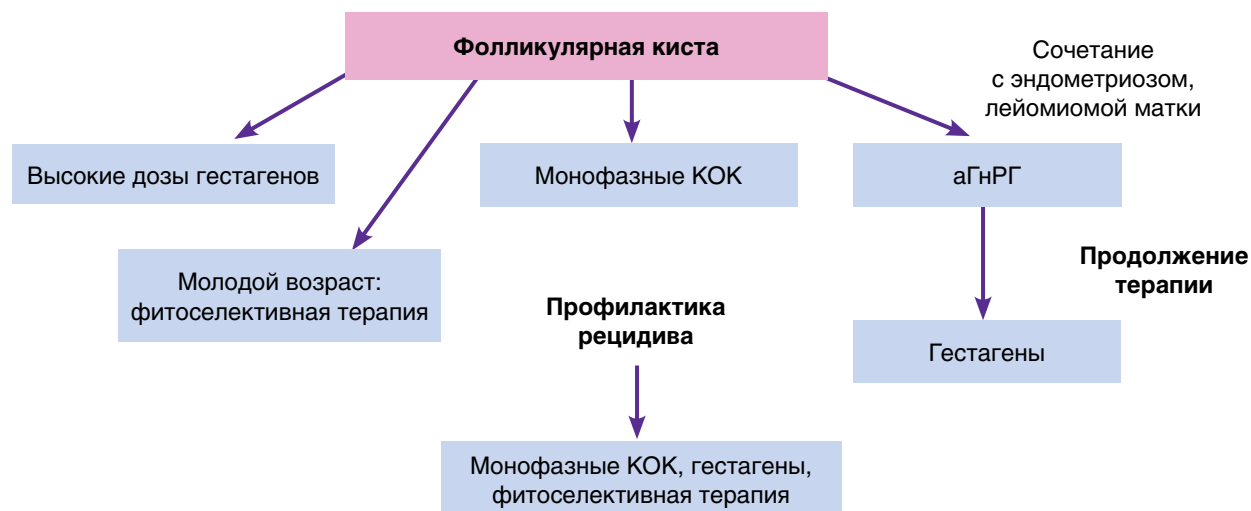 Фолликулярная киста
Сочетание
с эндометриозом,
лейомиомой матки
Высокие дозы гестагенов
Монофазные КОК
аГнРГ
Молодой возраст:
фитоселективная терапия
Продолжение
терапии
Профилактика
рецидива
Гестагены
Монофазные КОК, гестагены,
фитоселективная терапия